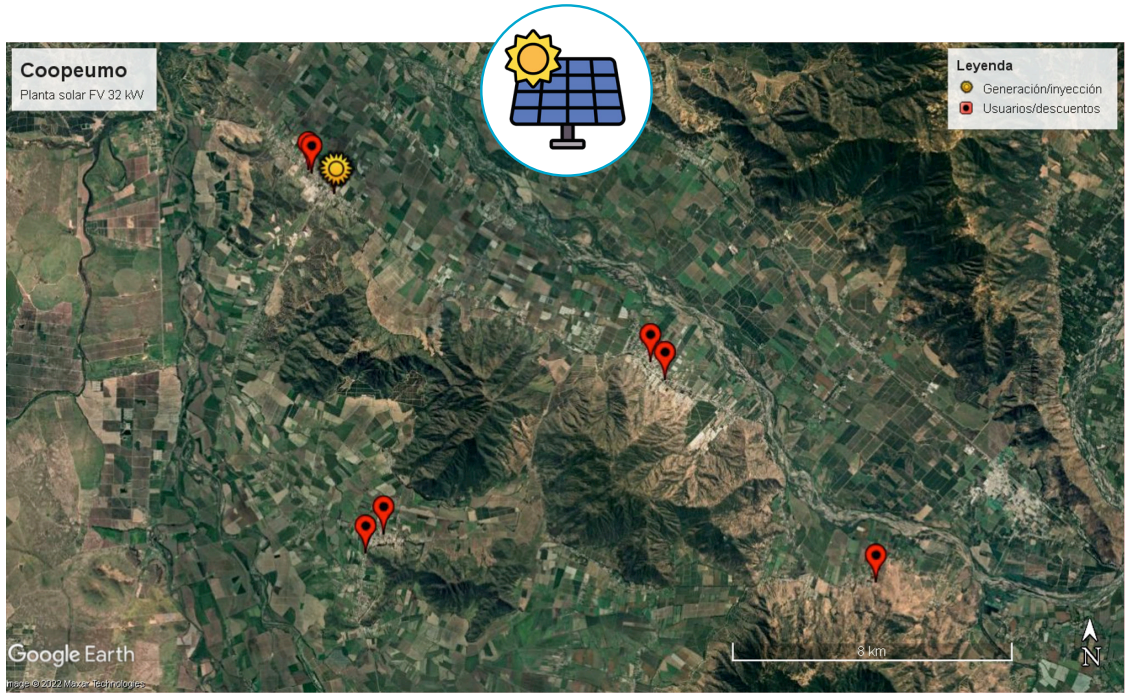 Coopeumo
Planta solar FV 32 kW
Leyenda
Generación/inyección
Usuarios/descuentos
8 km
N
Google Earth
Image © 2022 Maxar Technologies